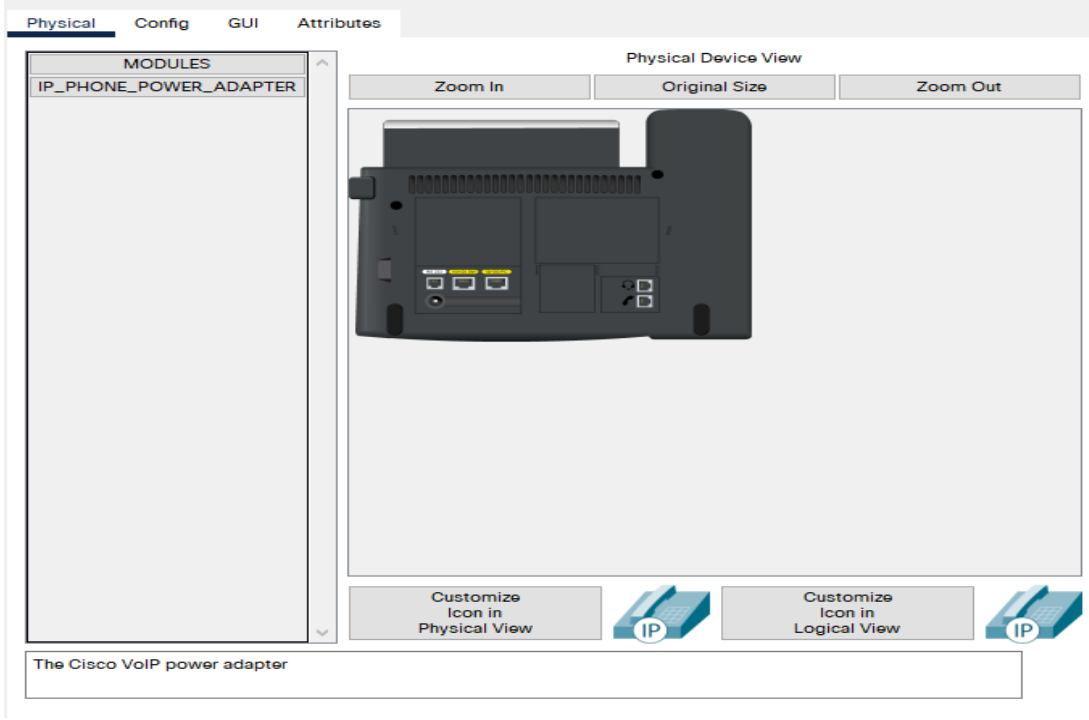 Physical Config GUI Attributes
MODULES
IP_PHONE_POWER_ADAPTER
Physical Device View
Zoom In
Original Size
Zoom Out
Customize
Icon in
Physical View
IP
Customize
Icon in
Logical View
IP
The Cisco VoIP power adapter